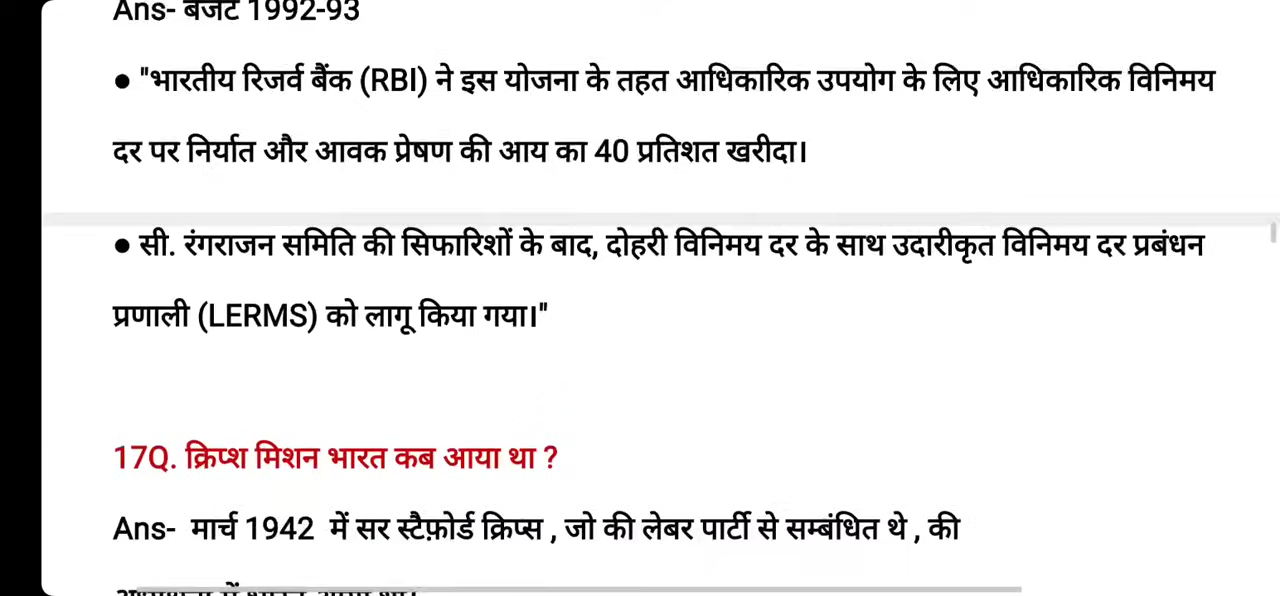 Ans- बजट 1992-93
● "भारतीय रिजर्व बैंक (RBI) ने इस योजना के तहत आधिकारिक उपयोग के लिए आधिकारिक विनिमय
दर पर निर्यात और आवक प्रेषण की आय का 40 प्रतिशत खरीदा।
● सी. रंगराजन समिति की सिफारिशों के बाद, दोहरी विनिमय दर के साथ उदारीकृत विनिमय दर प्रबंधन
प्रणाली (LERMS) को लागू किया गया।"
17Q. क्रिप्श मिशन भारत कब आया था ?
Ans- मार्च 1942 में सर स्टैफ़ोर्ड क्रिप्स , जो की लेबर पार्टी से सम्बंधित थे , की